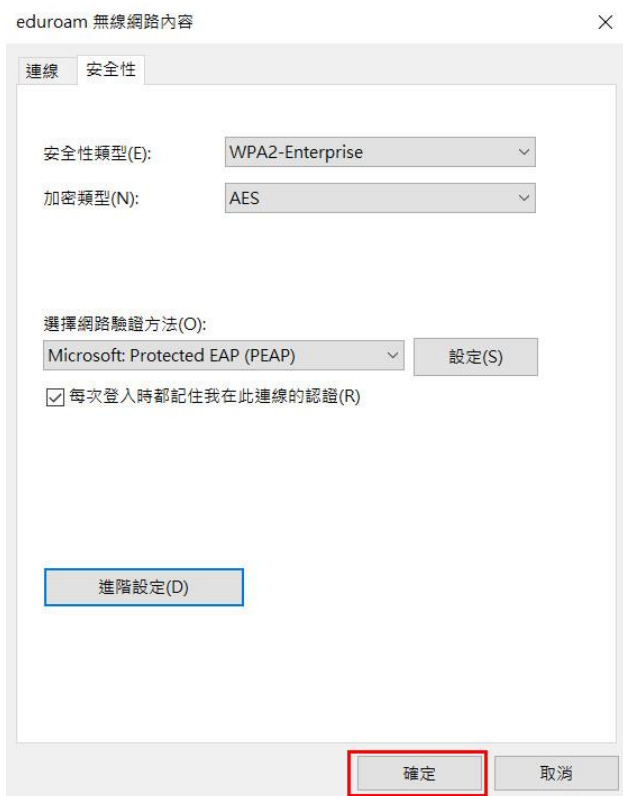 eduroam 無線網路內容
連線 安全性
安全性類型(E): WPA2-Enterprise
加密類型(N): AES
選擇網路驗證方法(O):
Microsoft: Protected EAP (PEAP) 設定(S)
每次登入時都記住我在此連線的認證(R)
進階設定(D)
確定 取消